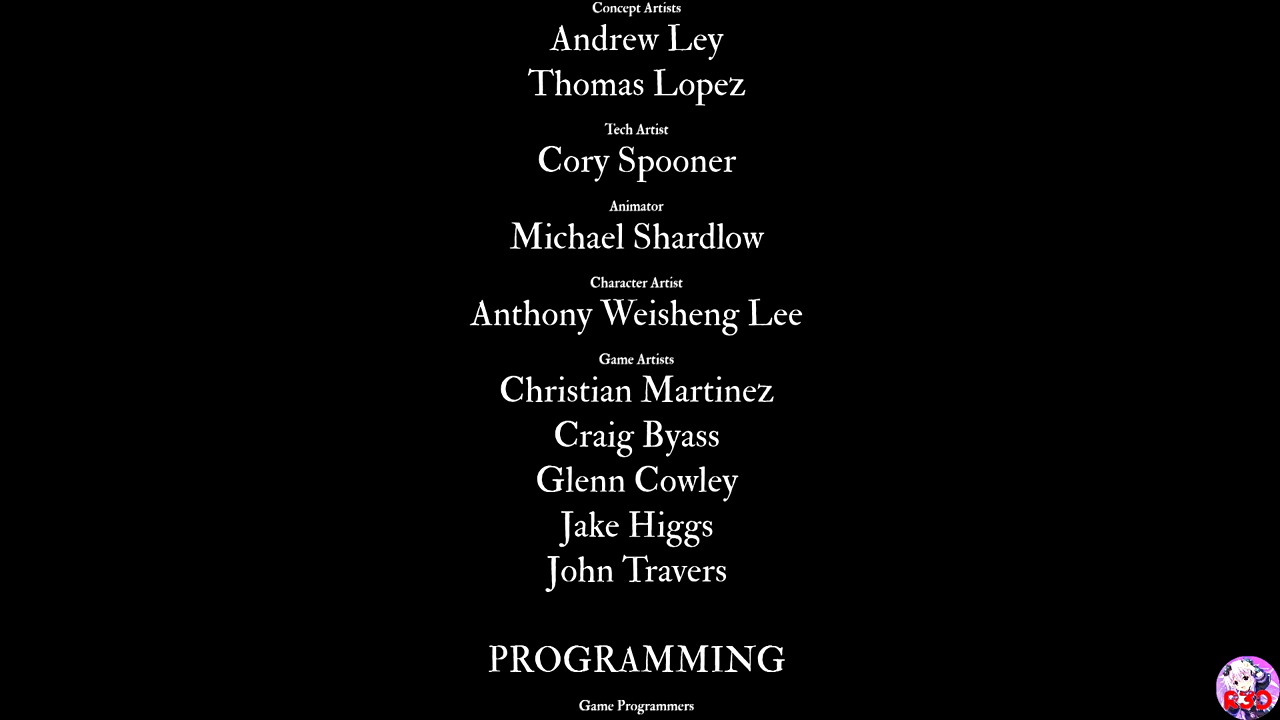 Concept Artists
Andrew Ley
Thomas Lopez
Tech Artist
Cory Spooner
Animator
Michael Shardlow
Character Artist
Anthony Weisheng Lee
Game Artists
Christian Martinez
Craig Byass
Glenn Cowley
Jake Higgs
John Travers
PROGRAMMING
Game Programmers
R3D